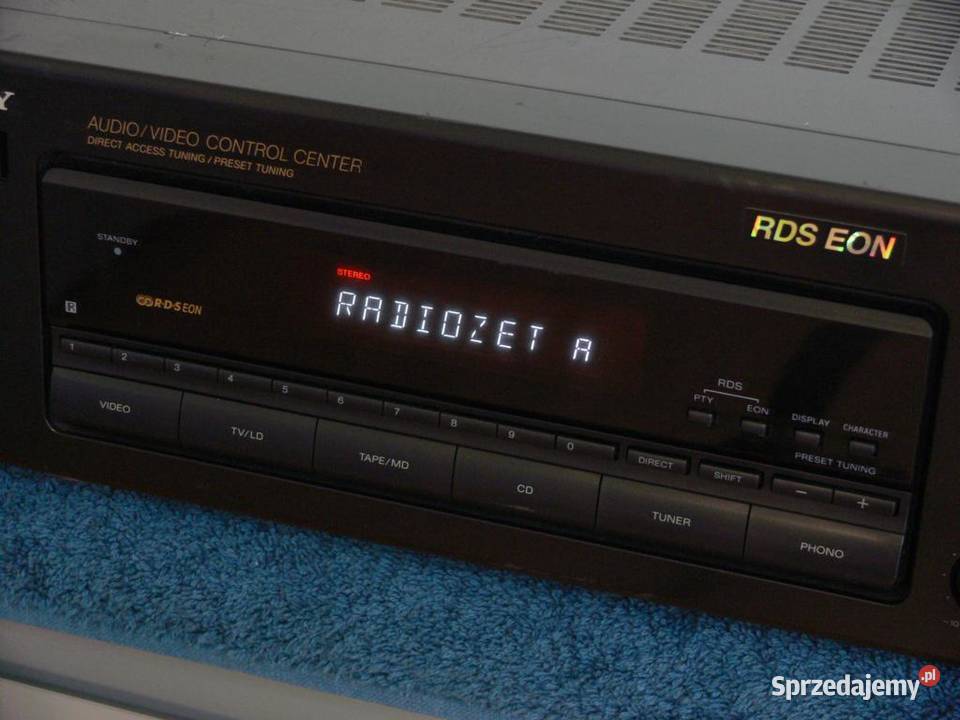 Y
AUDIO/VIDEO CONTROL CENTER
DIRECT ACCESS TUNING/PRESET TUNING
RDS EON
STANDBY
STEREO
R
R·D·S EON
RADIOZET A
1 2 3 4 5 6 7 8 9 0
RDS
PTY EON DISPLAY CHARACTER
PRESET TUNING
DIRECT SHIFT − +
VIDEO TV/LD TAPE/MD CD TUNER PHONO
-10
Sprzedajemy.pl